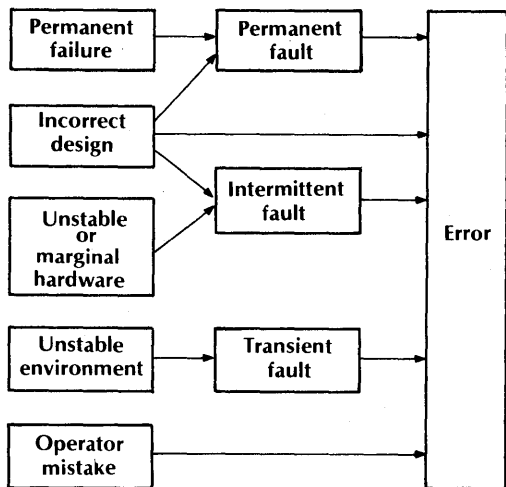 Permanent
failure
Permanent
fault
Incorrect
design
Intermittent
fault
Unstable
or
marginal
hardware
Error
Unstable
environment
Transient
fault
Operator
mistake